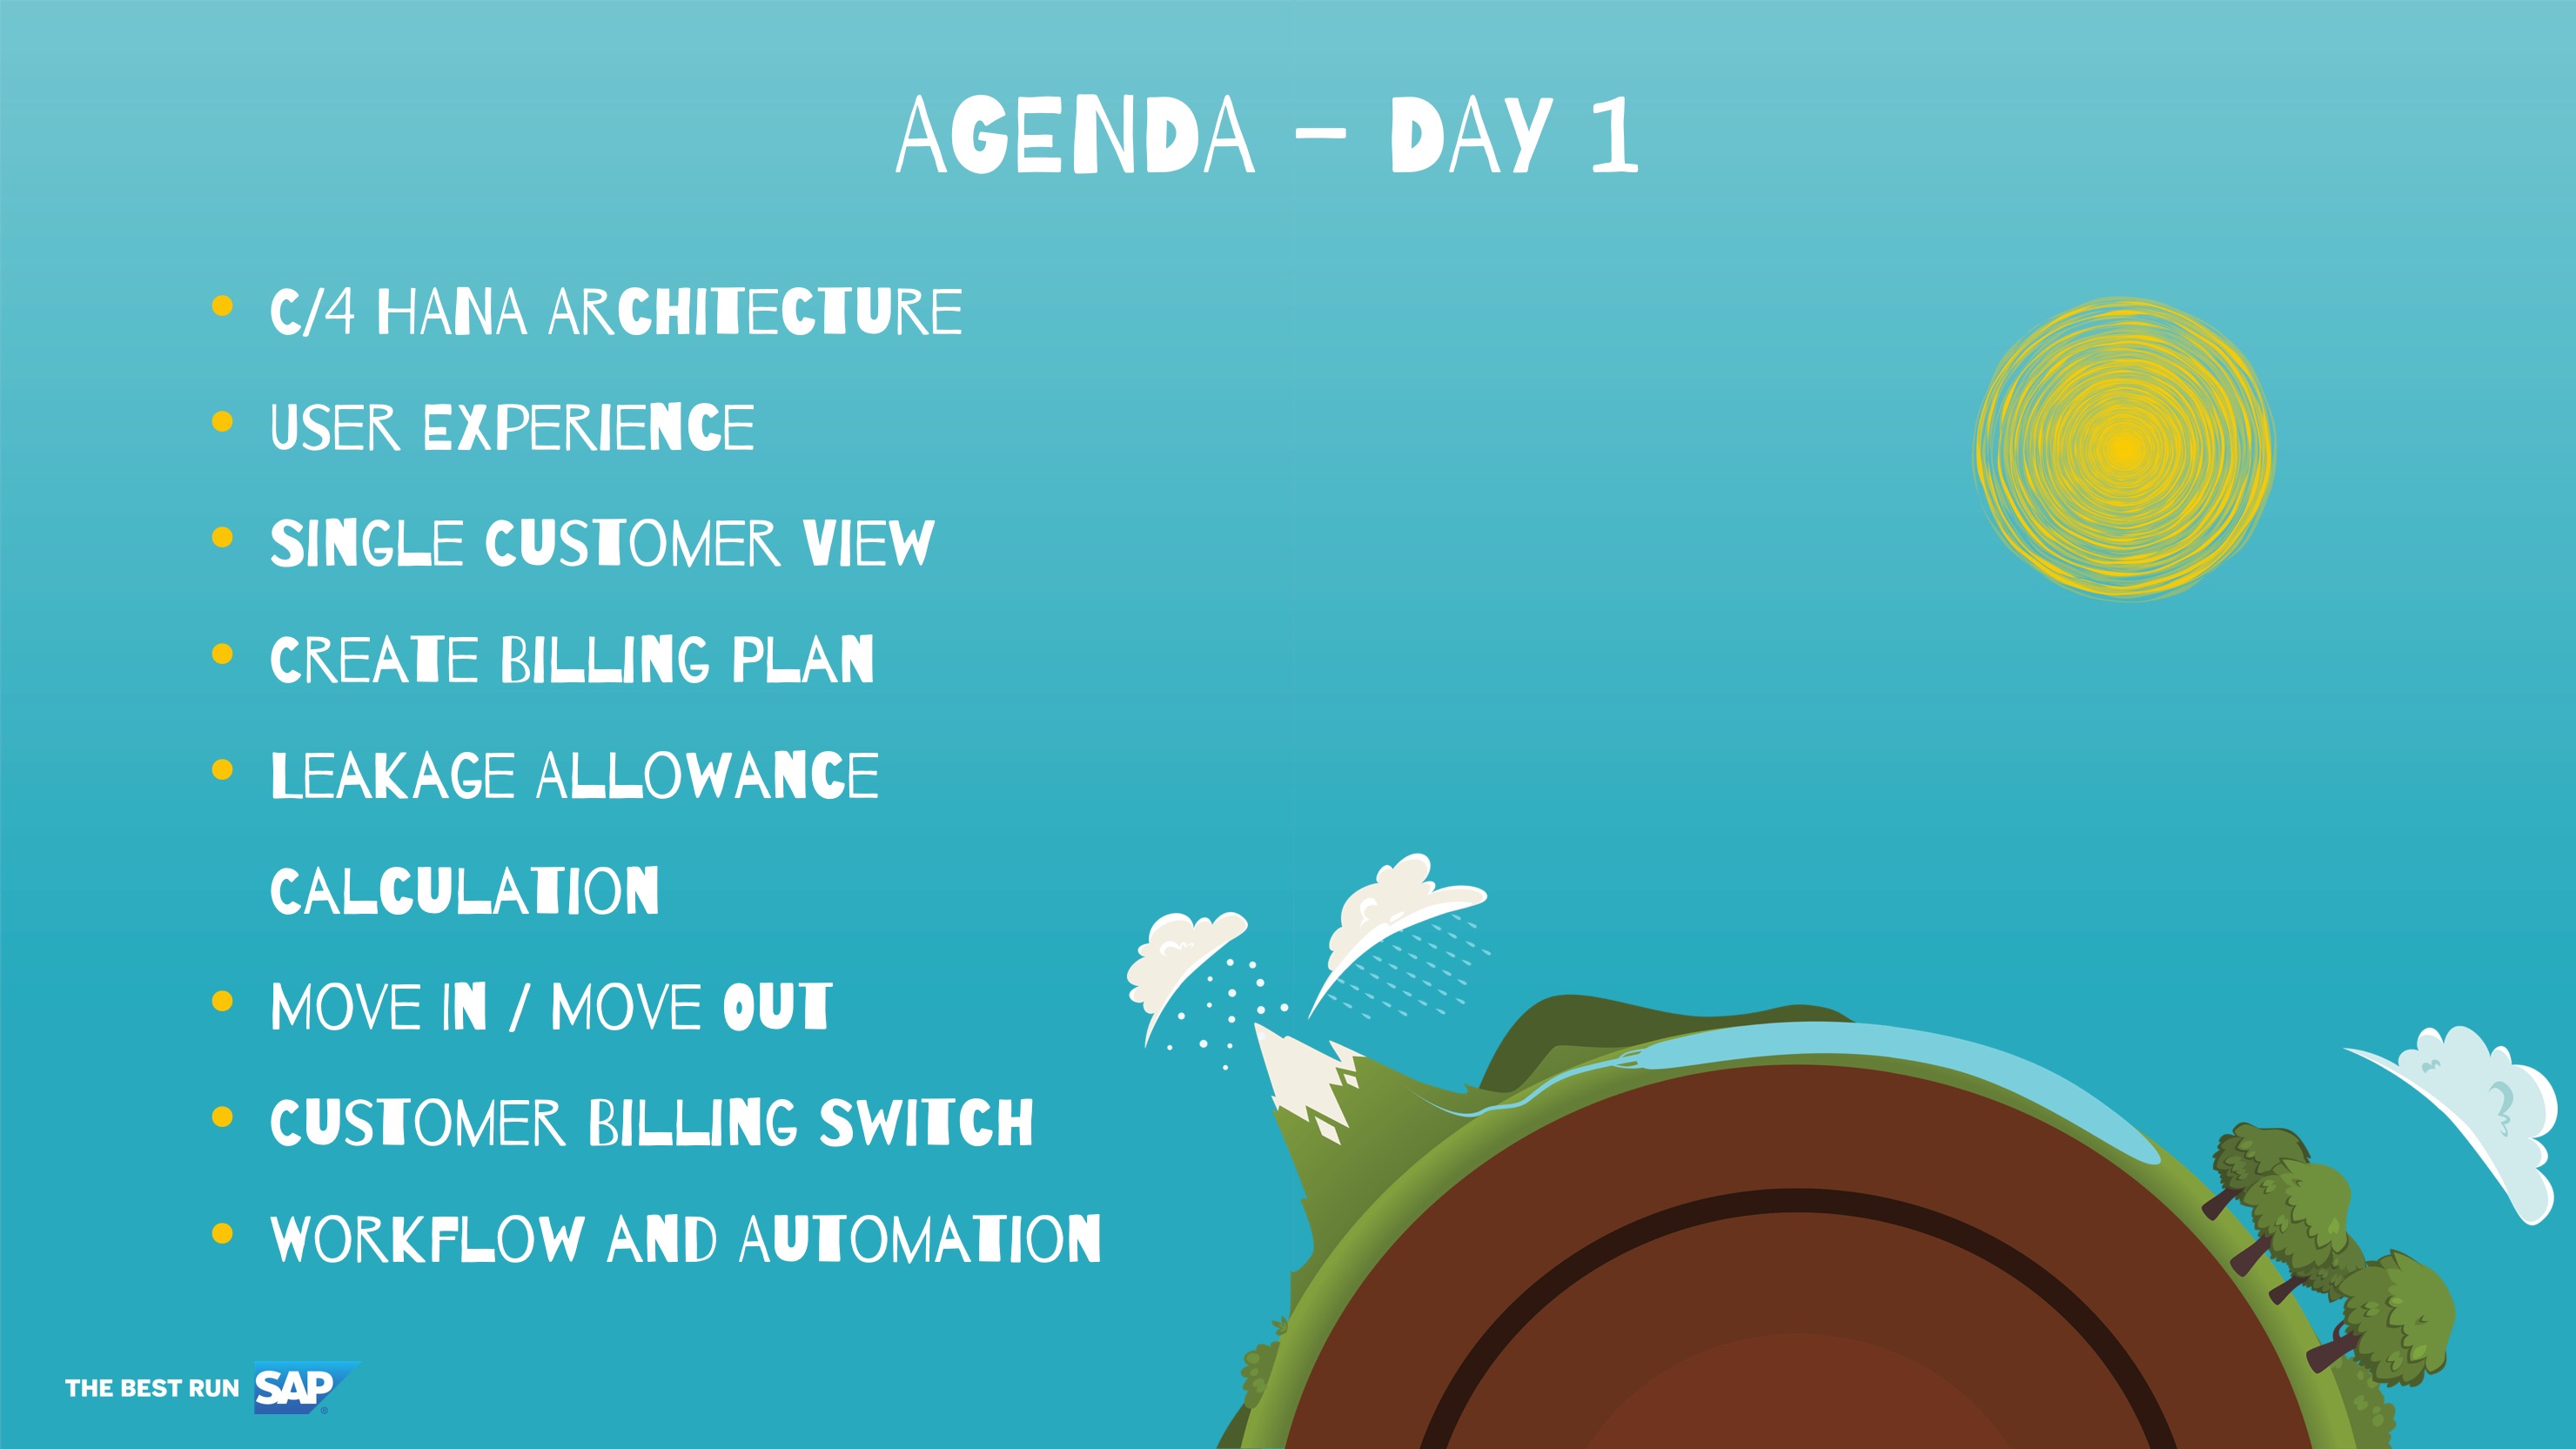 AGENDA – DAY 1
• C/4 HANA ARCHITECTURE
• USER EXPERIENCE
• SINGLE CUSTOMER VIEW
• CREATE BILLING PLAN
• LEAKAGE ALLOWANCE
CALCULATION
• MOVE IN / MOVE OUT
• CUSTOMER BILLING SWITCH
• WORKFLOW AND AUTOMATION
THE BEST RUN SAP®